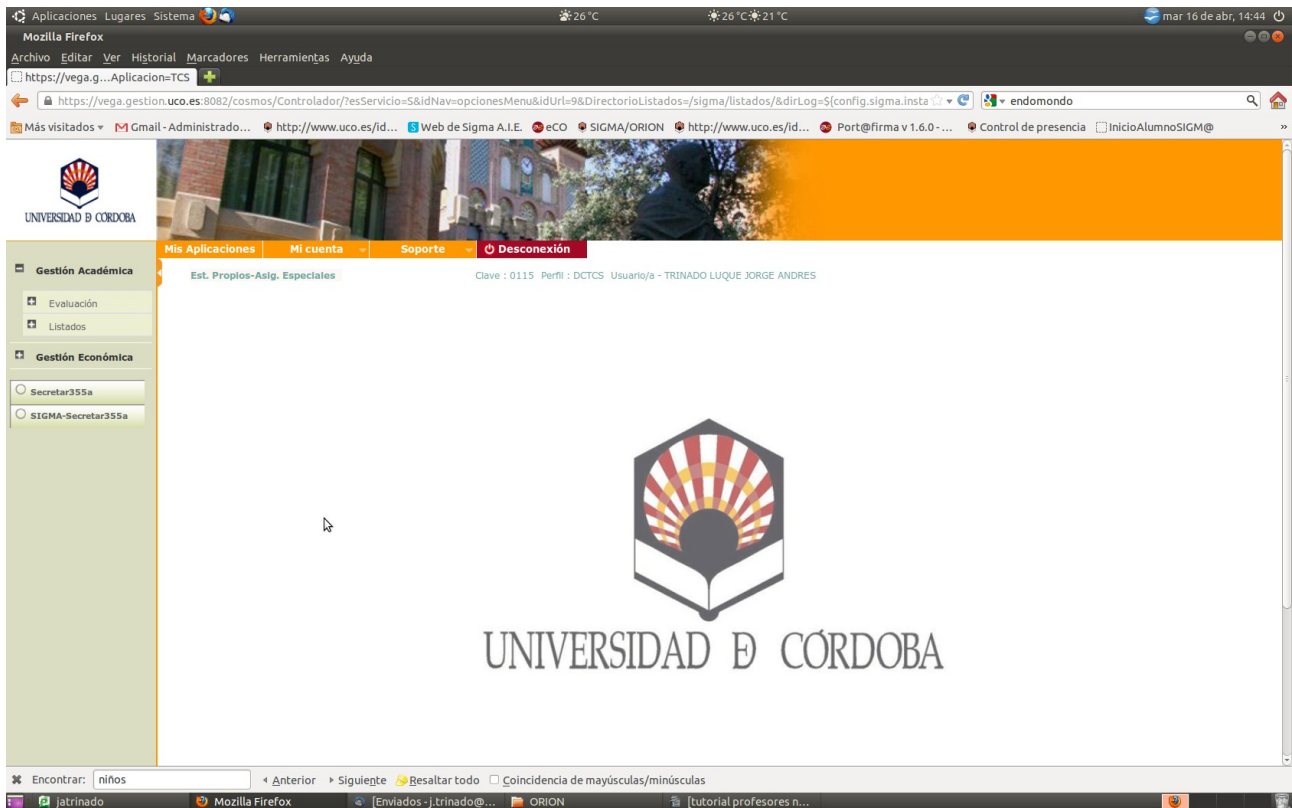 Aplicaciones Lugares Sistema 26 °C 26 °C 21 °C mar 16 de abr, 14:44
Mozilla Firefox
Archivo Editar Ver Historial Marcadores Herramientas Ayuda
https://vega.g...Aplicacion=TCS
https://vega.gestion.uco.es:8082/cosmos/Controlador/?esServicio=S&idNav=opcionesMenu&idUrl=9&DirectorioListados=/sigma/listados/&dirLog=${config.sigma.insta endomondo
Más visitados Gmail - Administrado... http://www.uco.es/id... Web de Sigma A.I.E. eCO SIGMA/ORION http://www.uco.es/id... Port@firma v 1.6.0 - ... Control de presencia InicioAlumnoSIGM@ »
UNIVERSIDAD D CÓRDOBA
Mis Aplicaciones Mi cuenta Soporte Desconexión
Gestión Académica
Est. Propios-Asig. Especiales Clave : 0115 Perfil : DCTCS Usuario/a - TRINADO LUQUE JORGE ANDRES
Evaluación
Listados
Gestión Económica
Secretar355a
SIGMA-Secretar355a
UNIVERSIDAD D CÓRDOBA
Encontrar: niños Anterior Siguiente Resaltar todo Coincidencia de mayúsculas/minúsculas
jatrinado Mozilla Firefox [Enviados - j.trinado@... ORION [tutorial profesores n...